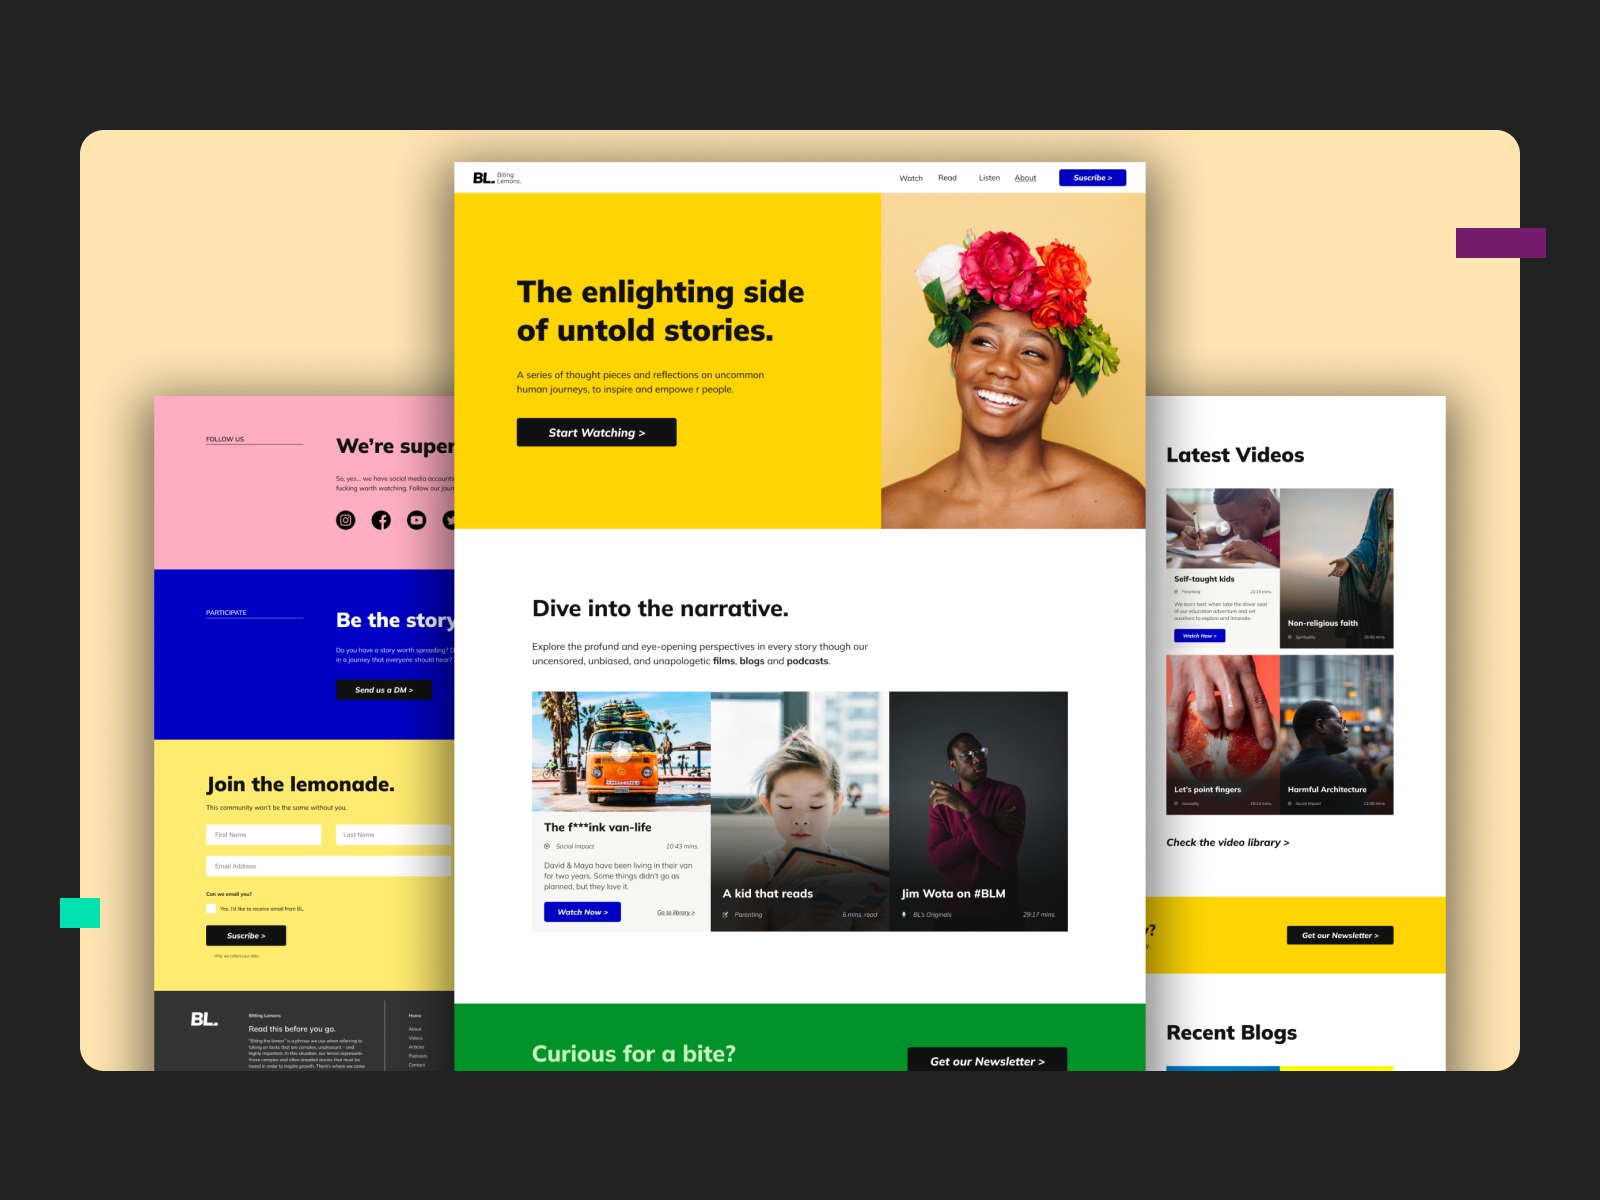 BL. Biting
Lemons.
Watch Read Listen About Suscribe >
The enlighting side
of untold stories.
A series of thought pieces and reflections on uncommon
human journeys, to inspire and empowe r people.
Start Watching >
Dive into the narrative.
Explore the profund and eye-opening perspectives in every story though our
uncensored, unbiased, and unapologetic films, blogs and podcasts.
The f***ink van-life
Social Impact 10:43 mins.
David & Maya have been living in their van
for two years. Some things didn't go as
planned, but they love it.
Watch Now > Go to library >
A kid that reads
Parenting 6 mins. read
Jim Wota on #BLM
BL's Originals 29:17 mins.
Curious for a bite?
Get our Newsletter >
FOLLOW US
We're super
So, yes... we have social media accounts
fucking worth watching. Follow our jour
PARTICIPATE
Be the story
Do you have a story worth spreading? D
in a journey that everyone should hear?
Send us a DM >
Join the lemonade.
This community won't be the same without you.
First Name Last Name
Email Address
Can we email you?
Yes, I'd like to receive email from BL.
Suscribe >
Why we collect your data
BL.
Biting Lemons
Read this before you go.
"Biting the lemon" is a phrase we use when referring to
taking on tasks that are complex, unpleasant – and
highly important. In this situation, our lemon represents
those complex and often-dreaded stories that must be
heard in order to inspire growth. There's where we come
Home
About
Videos
Articles
Podcasts
Contact
Latest Videos
Self-taught kids
Parenting 23:14 mins.
We learn best when take the driver seat
of our education adventure and set
ourselves to explore and innovate.
Watch Now >
Non-religious faith
Spirituality mins.
Let's point fingers
Sexuality 19:14 mins.
Harmful Architecture
Social Impact mins.
Check the video library >
y?
y.
Get our Newsletter >
Recent Blogs